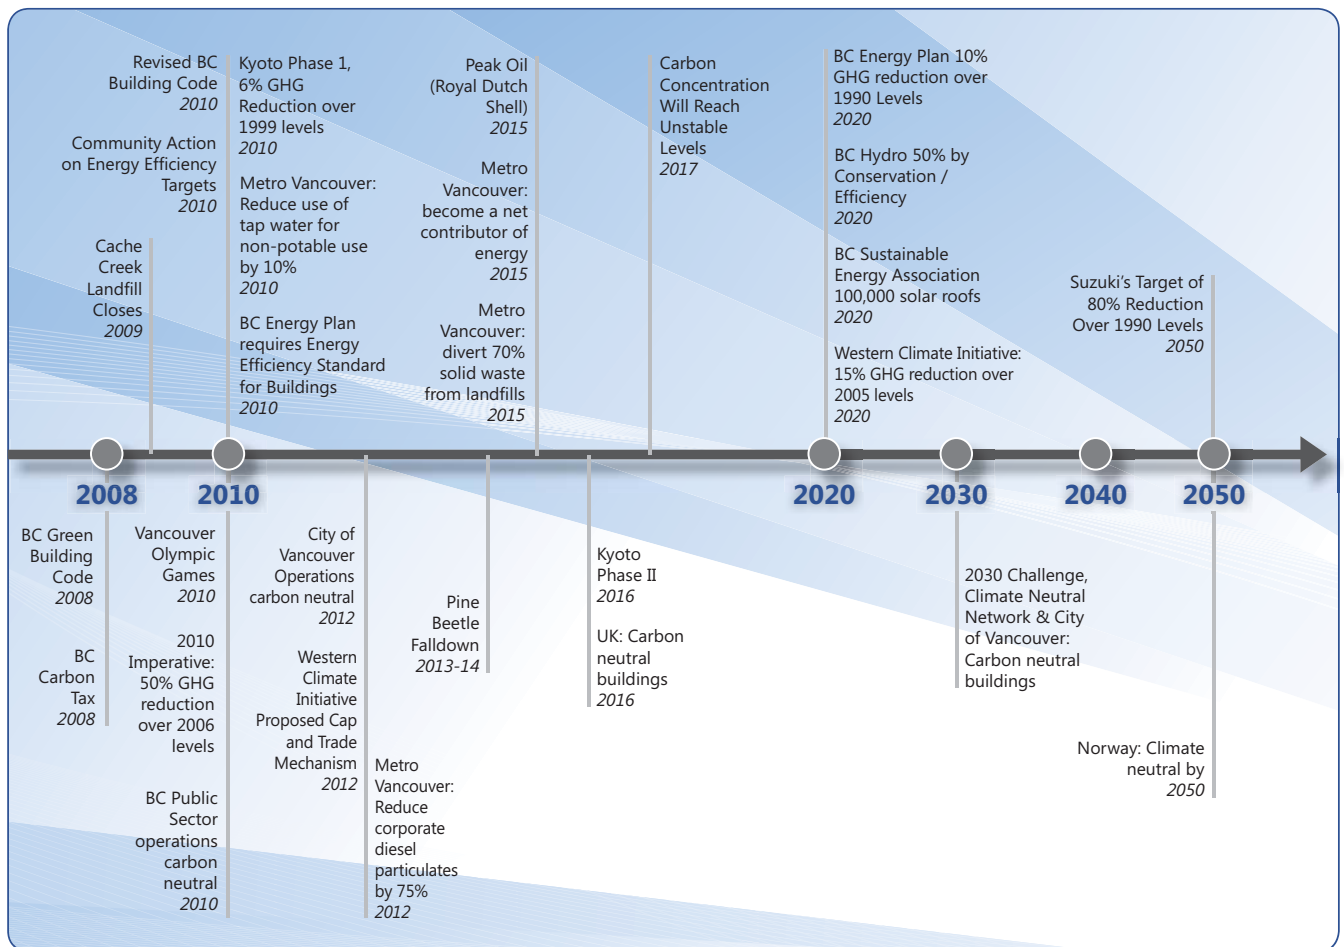 Revised BC
Building Code
2010
Community Action
on Energy Efficiency
Targets
2010
Cache
Creek
Landfill
Closes
2009
Kyoto Phase 1,
6% GHG
Reduction over
1999 levels
2010
Metro Vancouver:
Reduce use of
tap water for
non-potable use
by 10%
2010
BC Energy Plan
requires Energy
Efficiency Standard
for Buildings
2010
Peak Oil
(Royal Dutch
Shell)
2015
Metro
Vancouver:
become a net
contributor of
energy
2015
Metro
Vancouver:
divert 70%
solid waste
from landfills
2015
Carbon
Concentration
Will Reach
Unstable
Levels
2017
BC Energy Plan 10%
GHG reduction over
1990 Levels
2020
BC Hydro 50% by
Conservation /
Efficiency
2020
BC Sustainable
Energy Association
100,000 solar roofs
2020
Western Climate Initiative:
15% GHG reduction over
2005 levels
2020
Suzuki’s Target of
80% Reduction
Over 1990 Levels
2050
2008
2010
2020
2030
2040
2050
BC Green
Building
Code
2008
BC
Carbon
Tax
2008
Vancouver
Olympic
Games
2010
2010
Imperative:
50% GHG
reduction
over 2006
levels
BC Public
Sector
operations
carbon
neutral
2010
City of
Vancouver
Operations
carbon neutral
2012
Western
Climate
Initiative
Proposed Cap
and Trade
Mechanism
2012
Metro
Vancouver:
Reduce
corporate
diesel
particulates
by 75%
2012
Pine
Beetle
Falldown
2013-14
Kyoto
Phase II
2016
UK: Carbon
neutral
buildings
2016
2030 Challenge,
Climate Neutral
Network & City
of Vancouver:
Carbon neutral
buildings
Norway: Climate
neutral by
2050